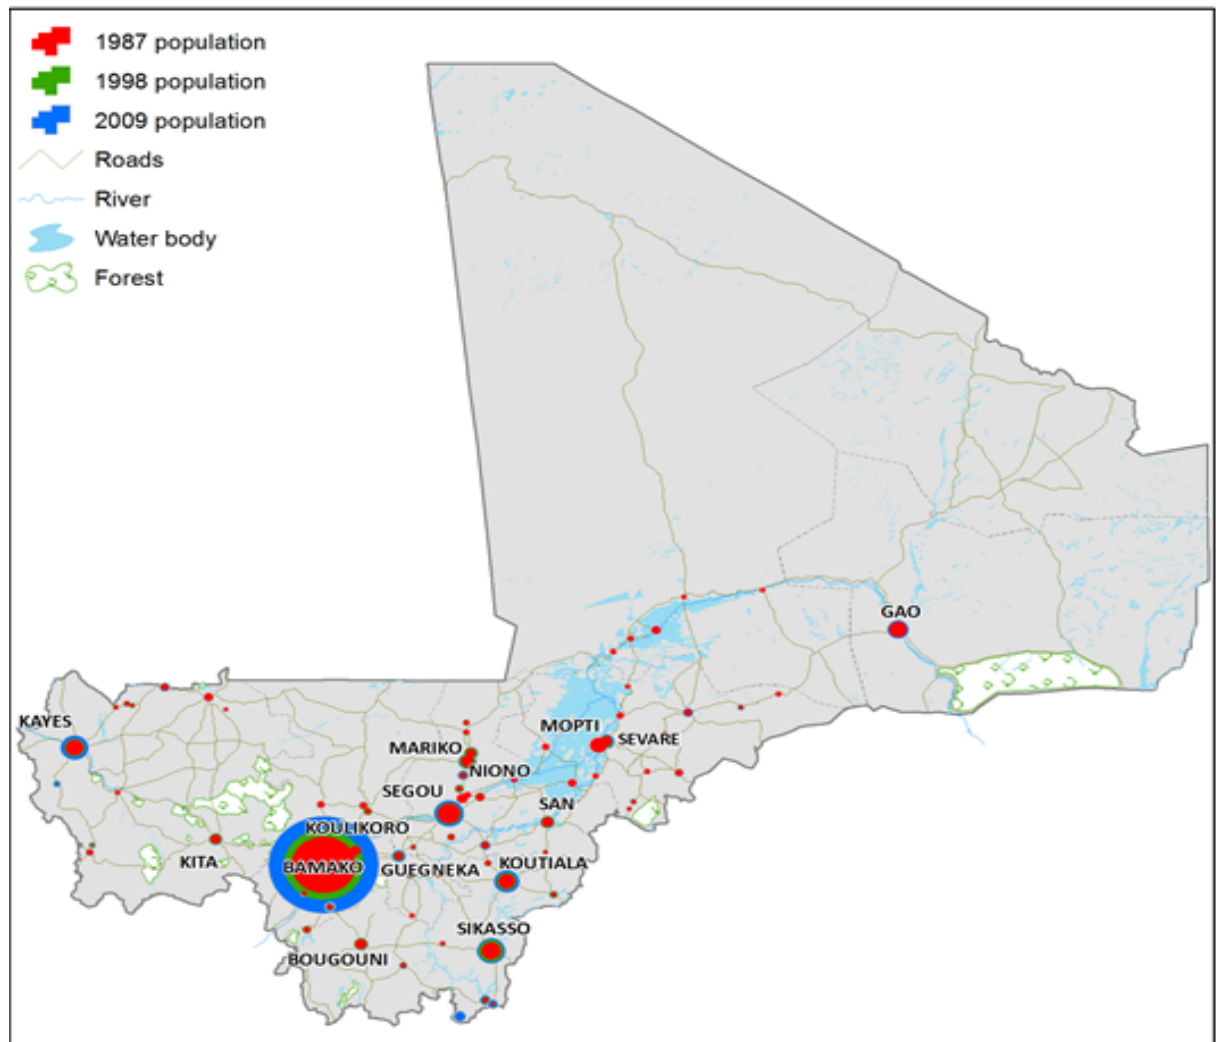 1987 population
1998 population
2009 population
Roads
River
Water body
Forest
GAO
KAYES
MOPTI
SEVARE
MARIKO
NIONO
SEGOU
SAN
KOULIKORO
KITA
BAMAKO
GUEGNEKA
KOUTIALA
SIKASSO
BOUGOUNI